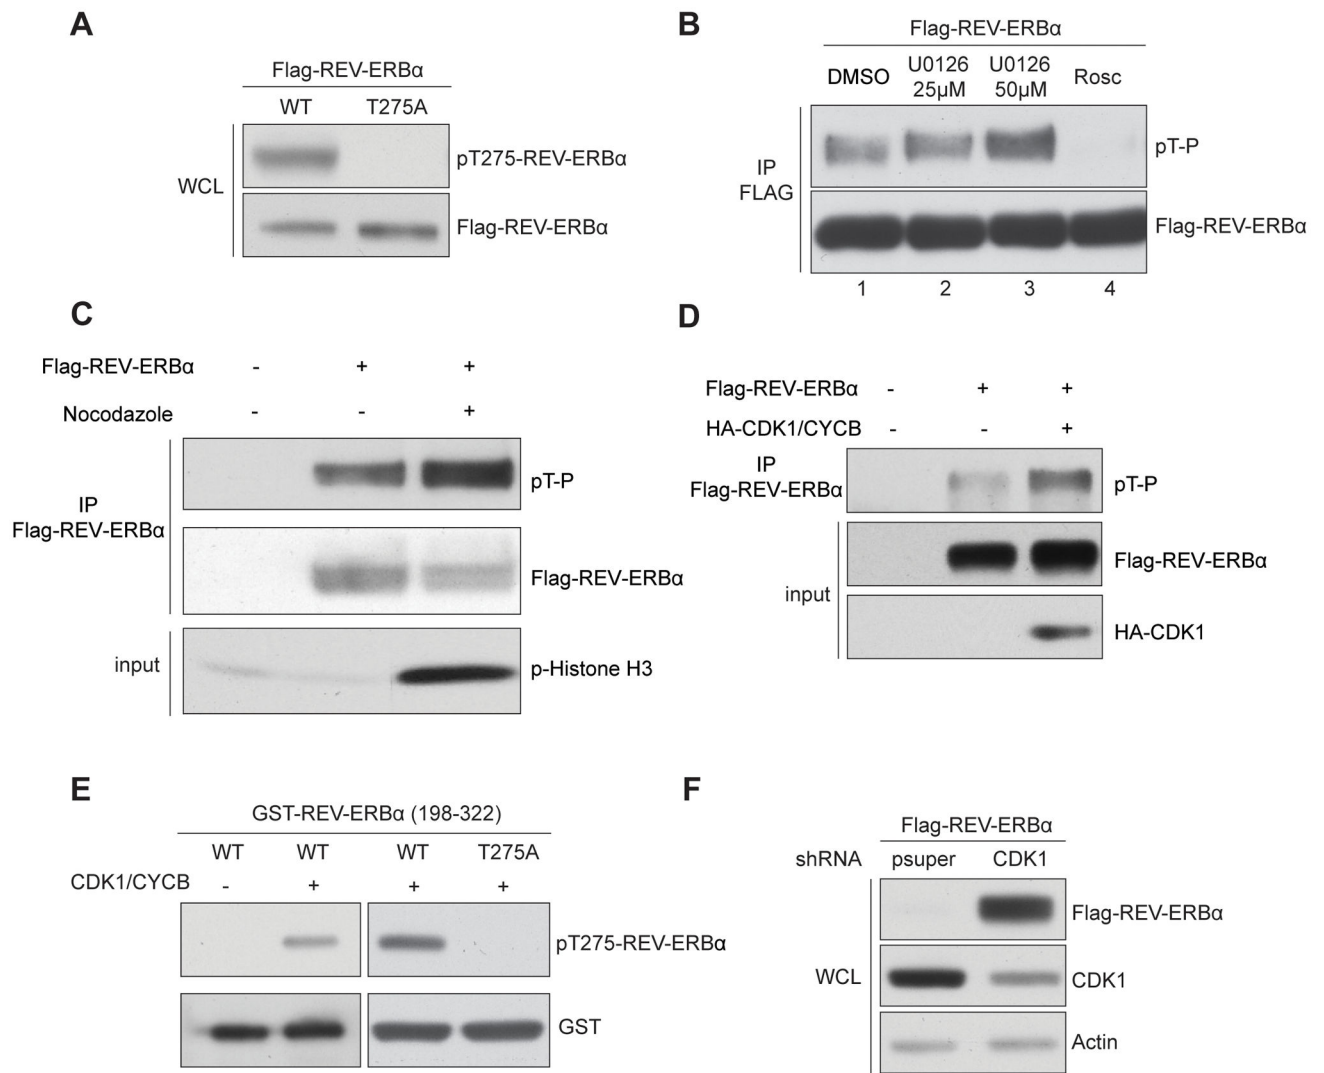 A
Flag-REV-ERBα
WT T275A
WCL
pT275-REV-ERBα
Flag-REV-ERBα
B
Flag-REV-ERBα
DMSO U0126 25µM U0126 50µM Rosc
IP FLAG
pT-P
Flag-REV-ERBα
1 2 3 4
C
Flag-REV-ERBα - + +
Nocodazole - - +
IP
Flag-REV-ERBα
pT-P
Flag-REV-ERBα
input
p-Histone H3
D
Flag-REV-ERBα - + +
HA-CDK1/CYCB - - +
IP
Flag-REV-ERBα
pT-P
input
Flag-REV-ERBα
HA-CDK1
E
GST-REV-ERBα (198-322)
WT WT WT T275A
CDK1/CYCB - + + +
pT275-REV-ERBα
GST
F
Flag-REV-ERBα
shRNA psuper CDK1
Flag-REV-ERBα
WCL
CDK1
Actin